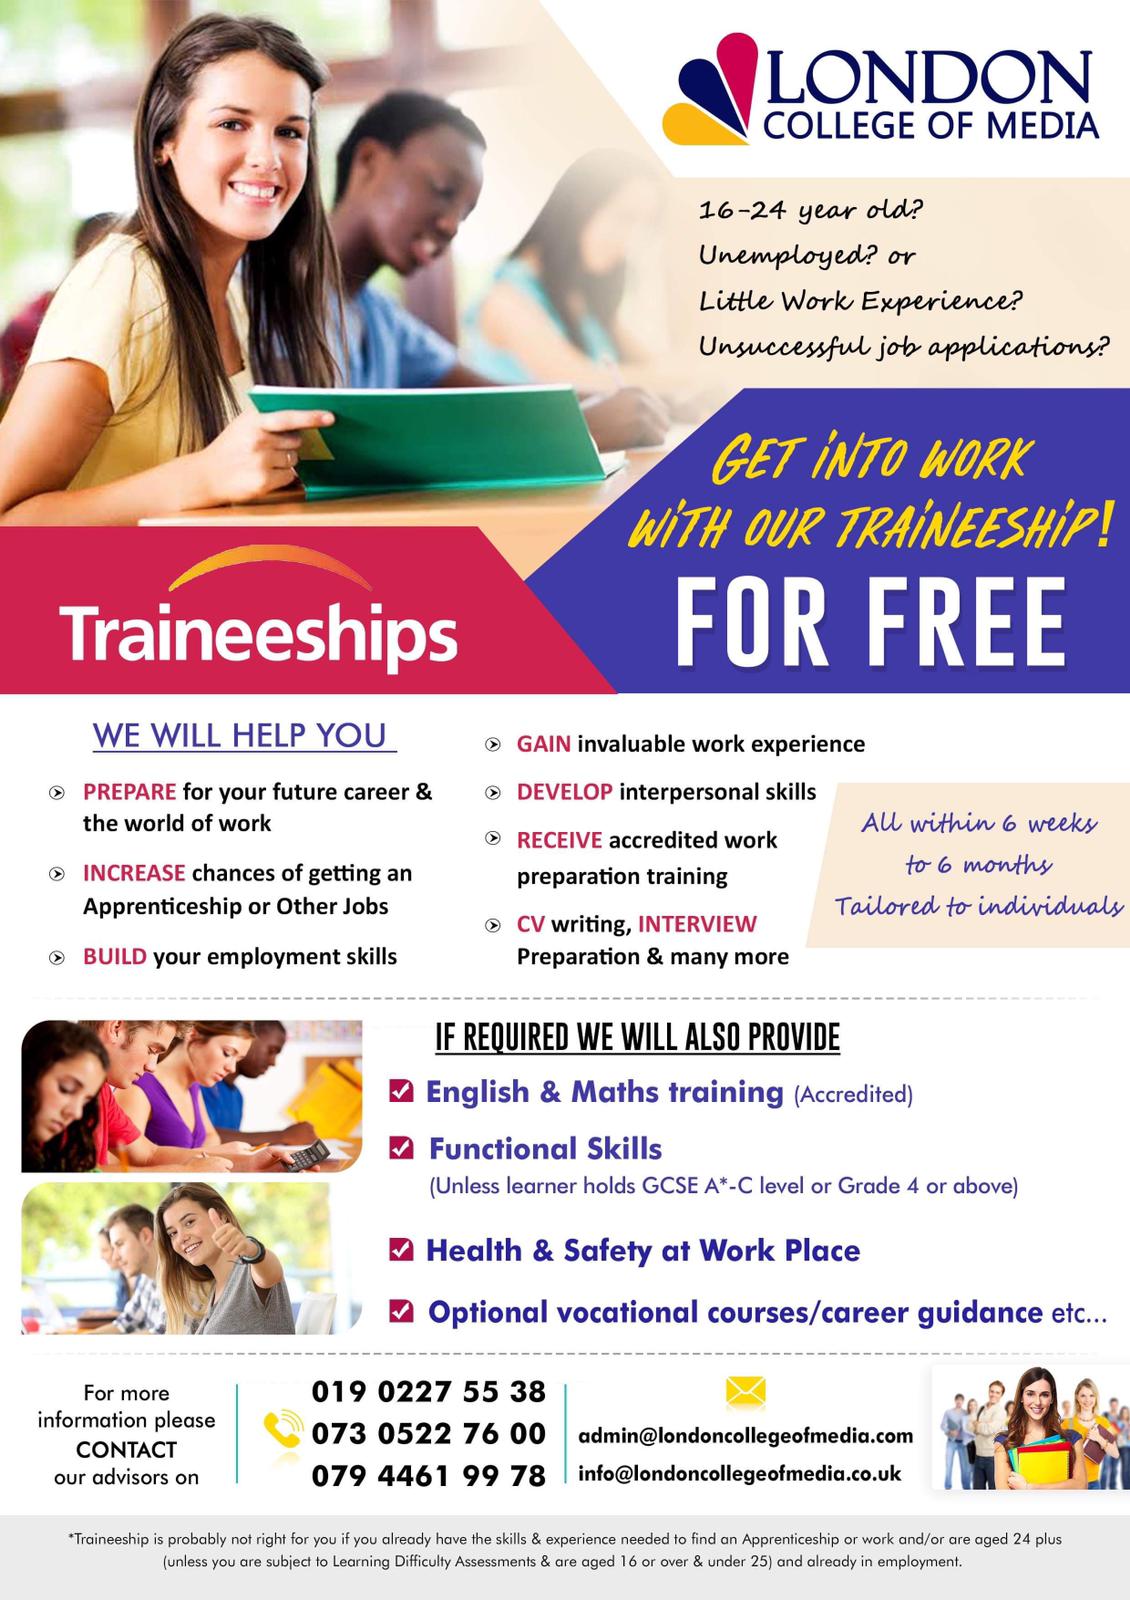 LONDON
COLLEGE OF MEDIA
16-24 year old?
Unemployed? or
Little Work Experience?
Unsuccessful job applications?
GET INTO WORK
WITH OUR TRAINEESHIP!
FOR FREE
Traineeships
WE WILL HELP YOU
PREPARE for your future career &
the world of work
INCREASE chances of getting an
Apprenticeship or Other Jobs
BUILD your employment skills
GAIN invaluable work experience
DEVELOP interpersonal skills
RECEIVE accredited work
preparation training
CV writing, INTERVIEW
Preparation & many more
All within 6 weeks
to 6 months
Tailored to individuals
IF REQUIRED WE WILL ALSO PROVIDE
English & Maths training (Accredited)
Functional Skills
(Unless learner holds GCSE A*-C level or Grade 4 or above)
Health & Safety at Work Place
Optional vocational courses/career guidance etc...
For more
information please
CONTACT
our advisors on
019 0227 55 38
073 0522 76 00
079 4461 99 78
admin@londoncollegeofmedia.com
info@londoncollegeofmedia.co.uk
*Traineeship is probably not right for you if you already have the skills & experience needed to find an Apprenticeship or work and/or are aged 24 plus
(unless you are subject to Learning Difficulty Assessments & are aged 16 or over & under 25) and already in employment.